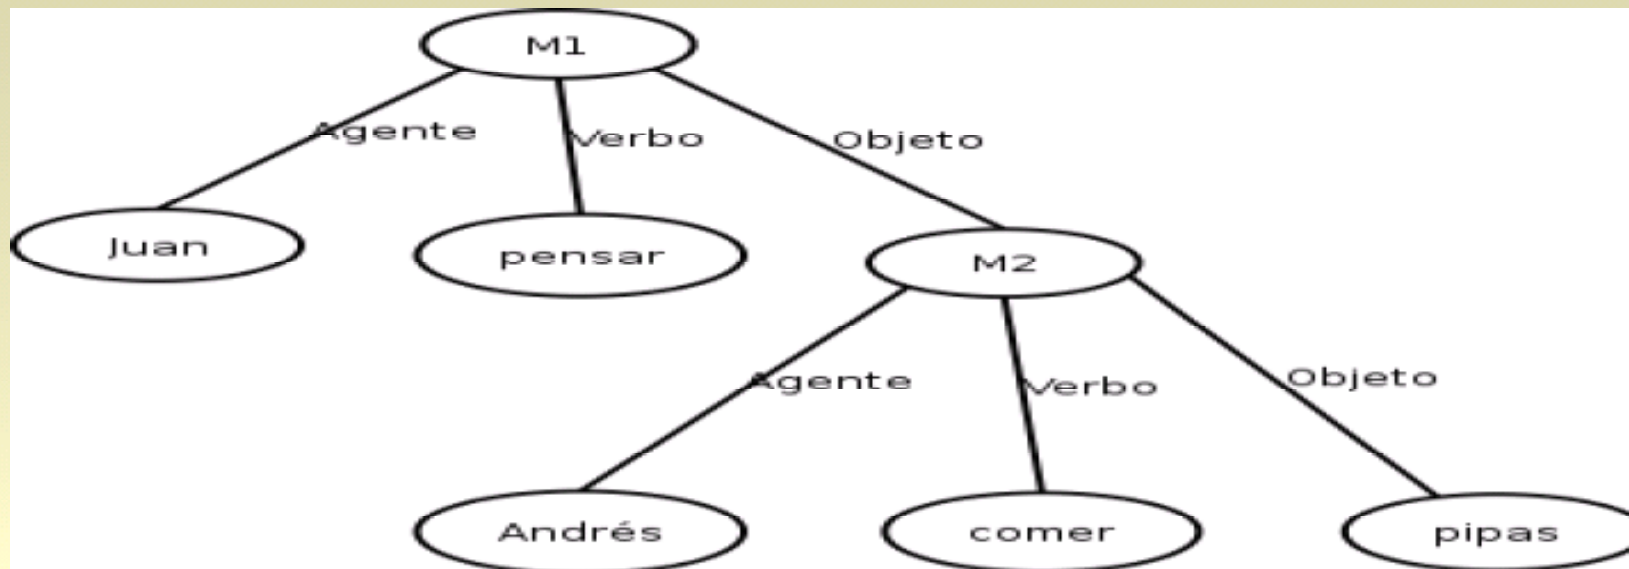 M1
Agente
Verbo
Objeto
Juan
pensar
M2
Agente
Verbo
Objeto
Andrés
comer
pipas